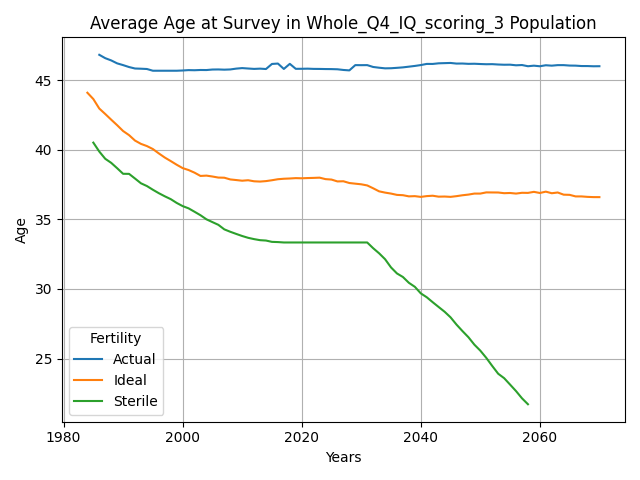 Average Age at Survey in Whole_Q4_IQ_scoring_3 Population
Age
45
40
35
30
25
Fertility
Actual
Ideal
Sterile
1980
2000
2020
2040
2060
Years